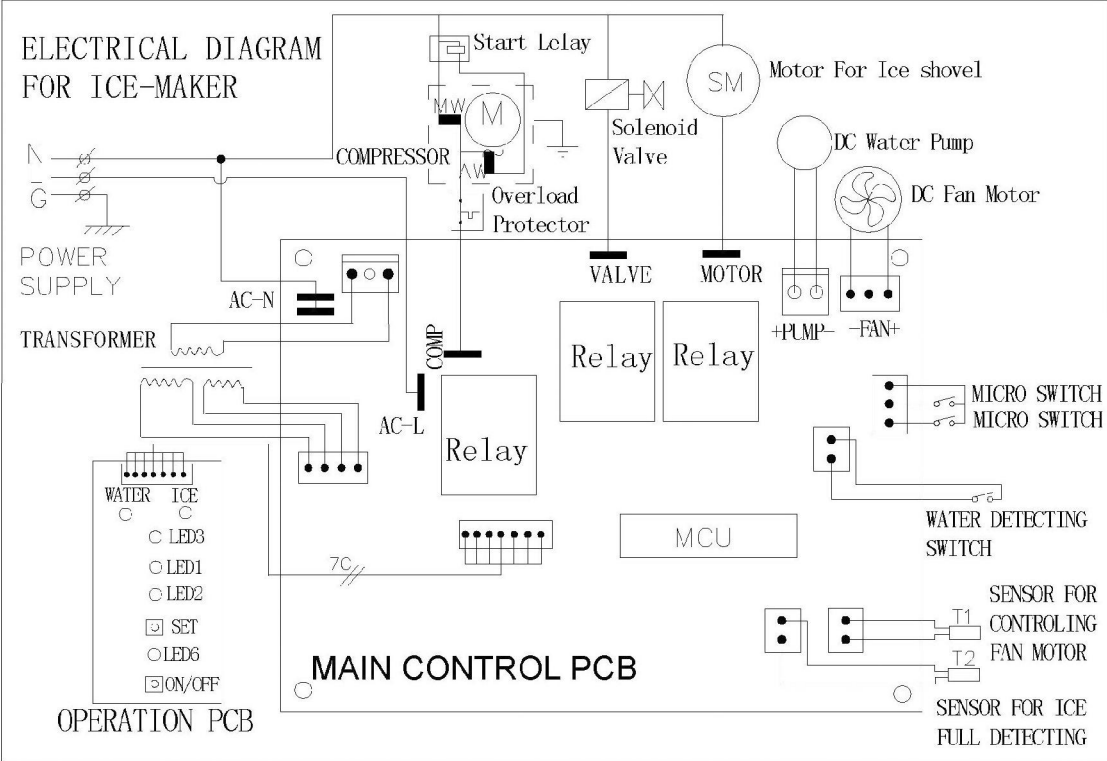 ELECTRICAL DIAGRAM
FOR ICE-MAKER
Start Lelay
SM
Motor For Ice shovel
MW
M
Solenoid
Valve
DC Water Pump
N
COMPRESSOR
AW
DC Fan Motor
G
Overload
Protector
POWER
SUPPLY
AC-N
VALVE
MOTOR
+PUMP-
-FAN+
TRANSFORMER
COMP
Relay
Relay
AC-L
Relay
MICRO SWITCH
MICRO SWITCH
WATER
ICE
WATER DETECTING
SWITCH
LED3
LED1
LED2
SET
LED6
ON/OFF
7C
MCU
T1
SENSOR FOR
CONTROLING
FAN MOTOR
T2
MAIN CONTROL PCB
OPERATION PCB
SENSOR FOR ICE
FULL DETECTING